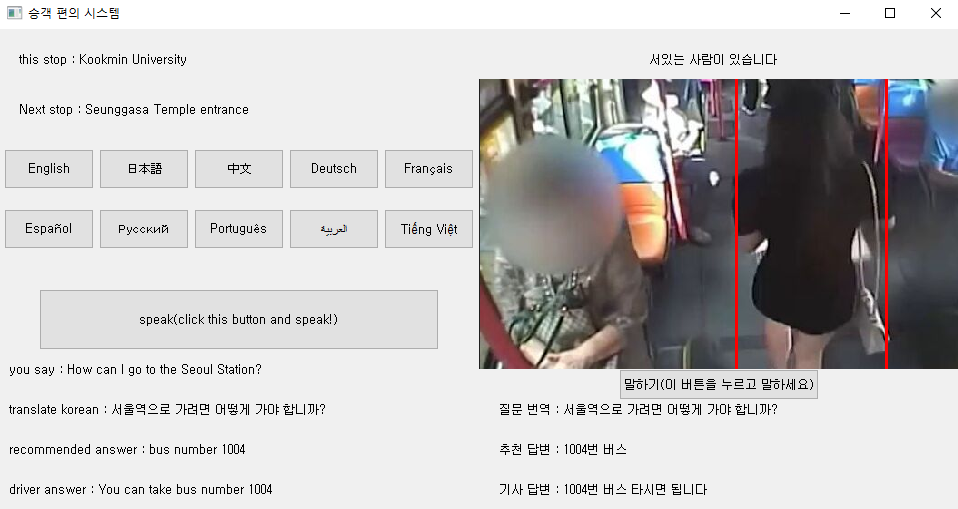 승객 편의 시스템
this stop : Kookmin University
Next stop : Seunggasa Temple entrance
English 日本語 中文 Deutsch Français
Español Русский Português العربية Tiếng Việt
speak(click this button and speak!)
you say : How can I go to the Seoul Station?
translate korean : 서울역으로 가려면 어떻게 가야 합니까?
recommended answer : bus number 1004
driver answer : You can take bus number 1004
서있는 사람이 있습니다
말하기(이 버튼을 누르고 말하세요)
질문 번역 : 서울역으로 가려면 어떻게 가야 합니까?
추천 답변 : 1004번 버스
기사 답변 : 1004번 버스 타시면 됩니다